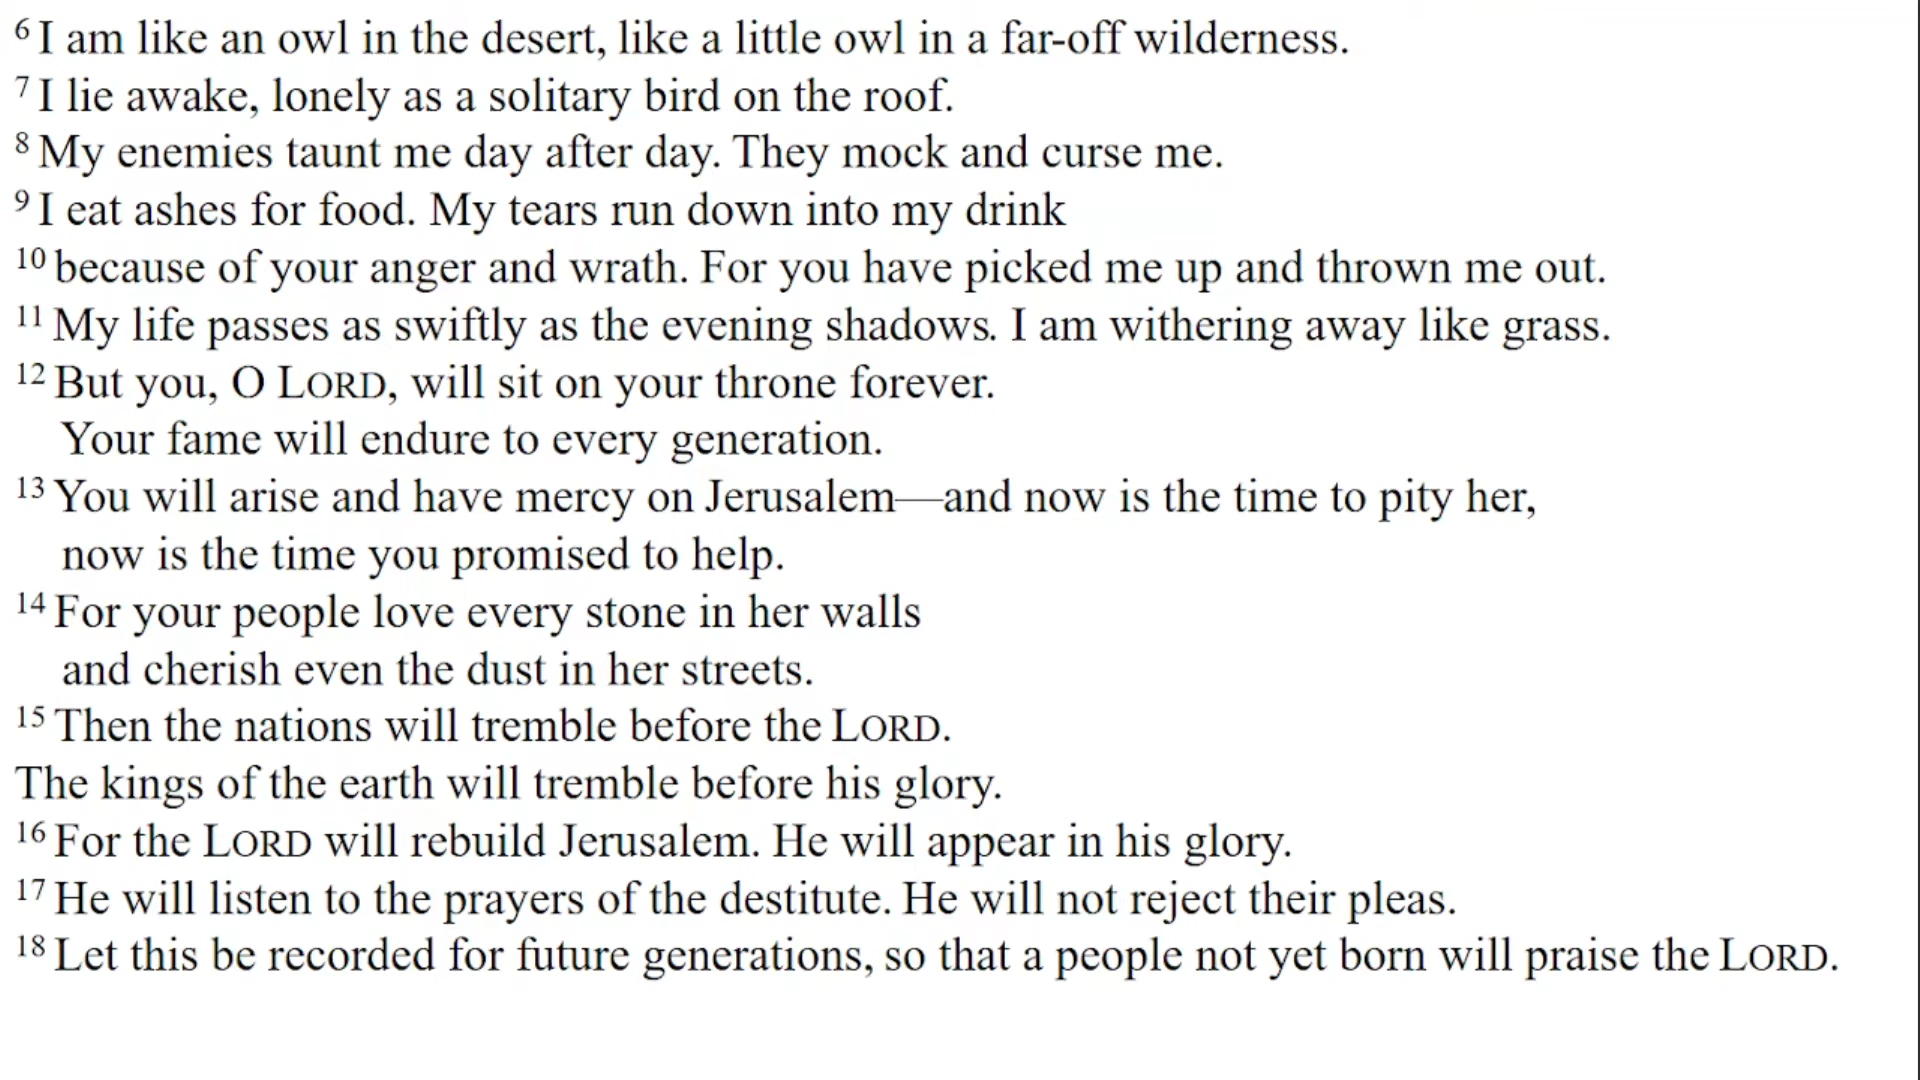 6 I am like an owl in the desert, like a little owl in a far-off wilderness.
7 I lie awake, lonely as a solitary bird on the roof.
8 My enemies taunt me day after day. They mock and curse me.
9 I eat ashes for food. My tears run down into my drink
10 because of your anger and wrath. For you have picked me up and thrown me out.
11 My life passes as swiftly as the evening shadows. I am withering away like grass.
12 But you, O LORD, will sit on your throne forever.
Your fame will endure to every generation.
13 You will arise and have mercy on Jerusalem—and now is the time to pity her,
now is the time you promised to help.
14 For your people love every stone in her walls
and cherish even the dust in her streets.
15 Then the nations will tremble before the LORD.
The kings of the earth will tremble before his glory.
16 For the LORD will rebuild Jerusalem. He will appear in his glory.
17 He will listen to the prayers of the destitute. He will not reject their pleas.
18 Let this be recorded for future generations, so that a people not yet born will praise the LORD.